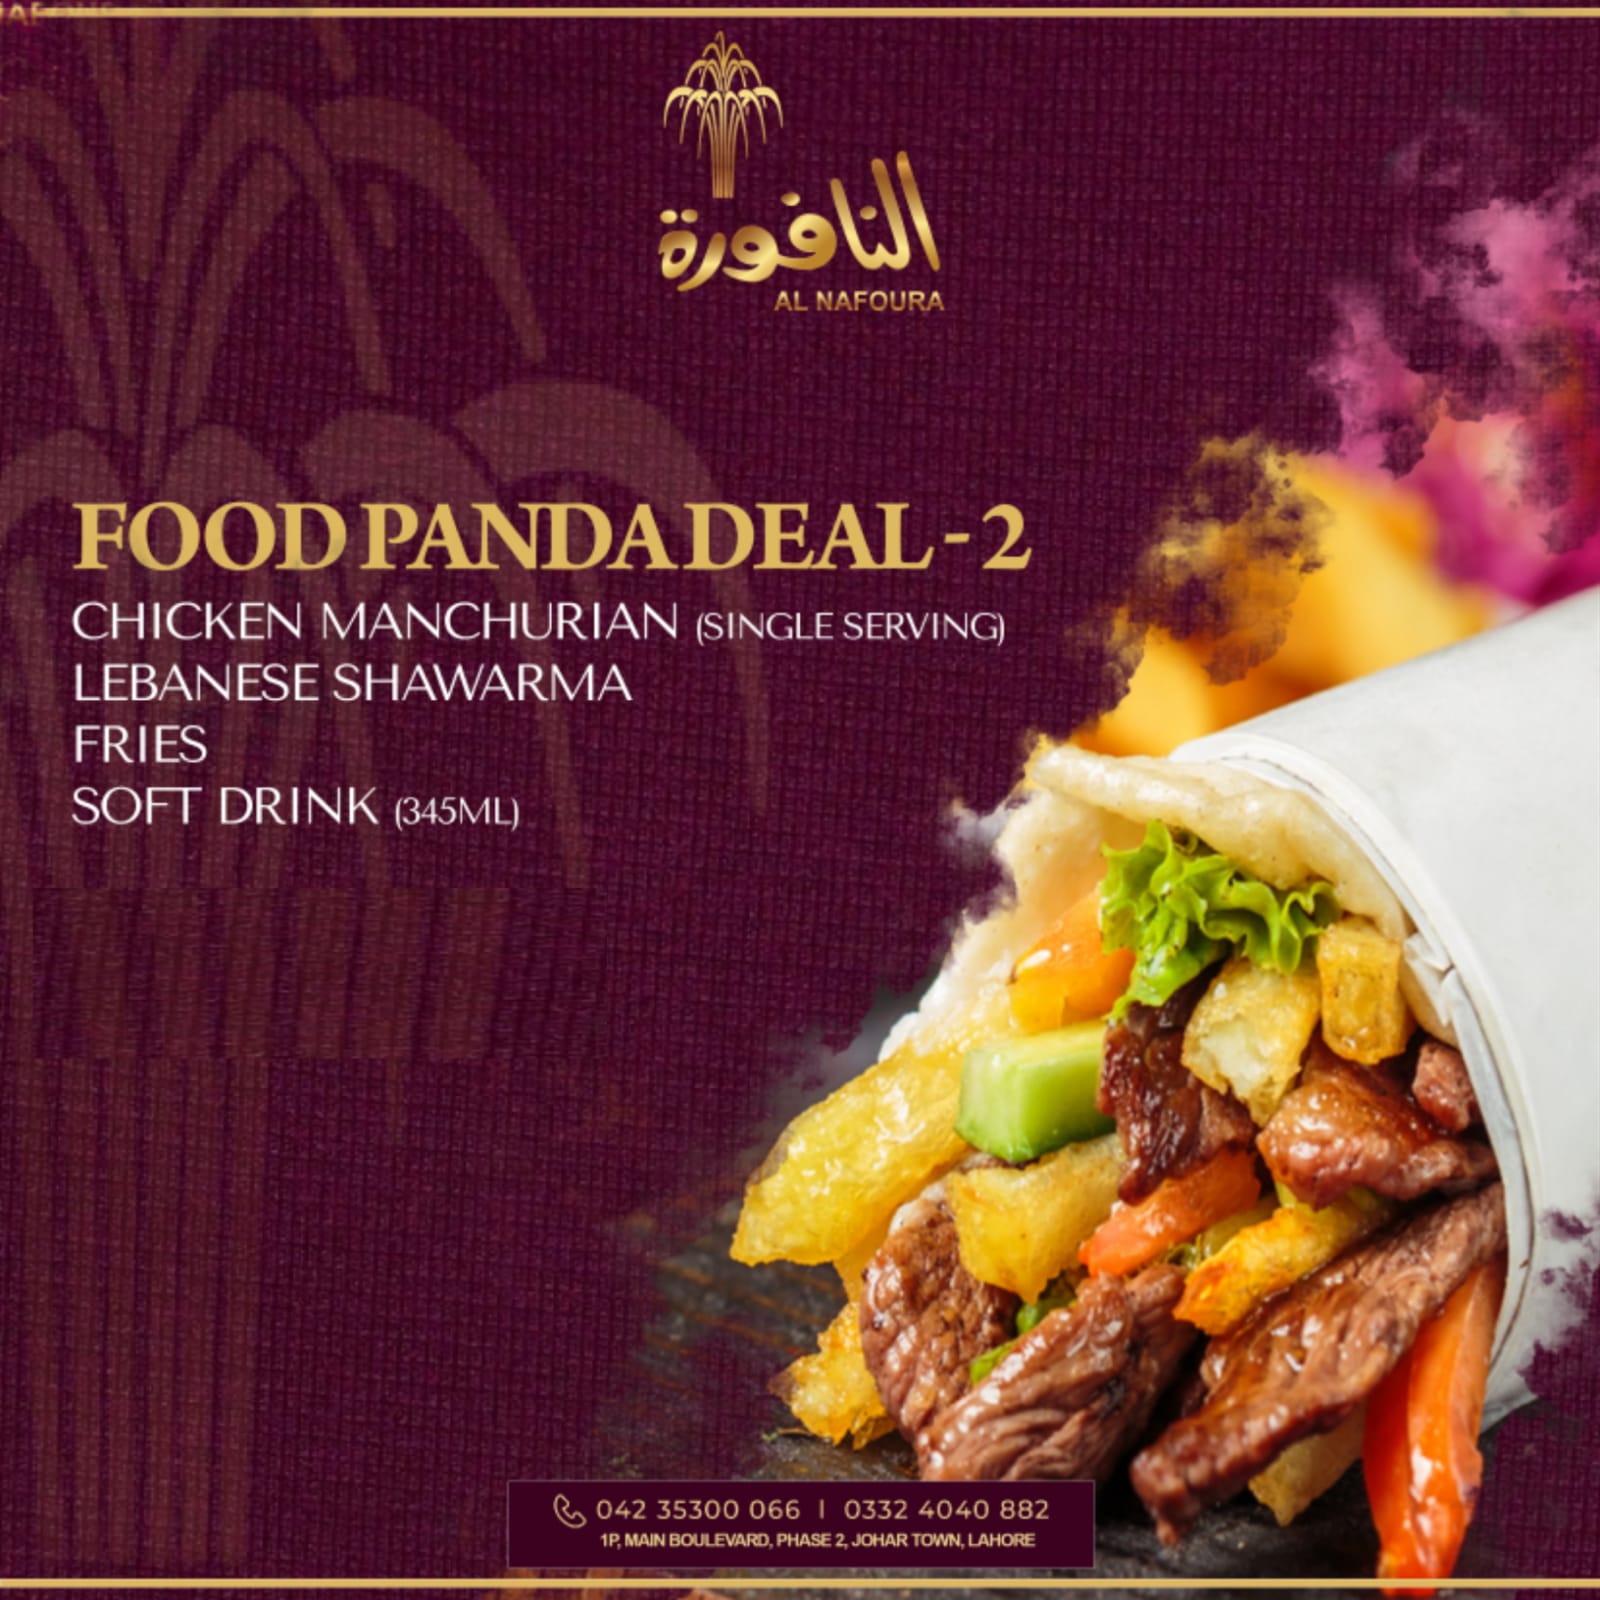 النافورة
AL NAFOURA
FOOD PANDA DEAL - 2
CHICKEN MANCHURIAN (SINGLE SERVING)
LEBANESE SHAWARMA
FRIES
SOFT DRINK (345ML)
042 35300 066 | 0332 4040 882
1P, MAIN BOULEVARD, PHASE 2, JOHAR TOWN, LAHORE